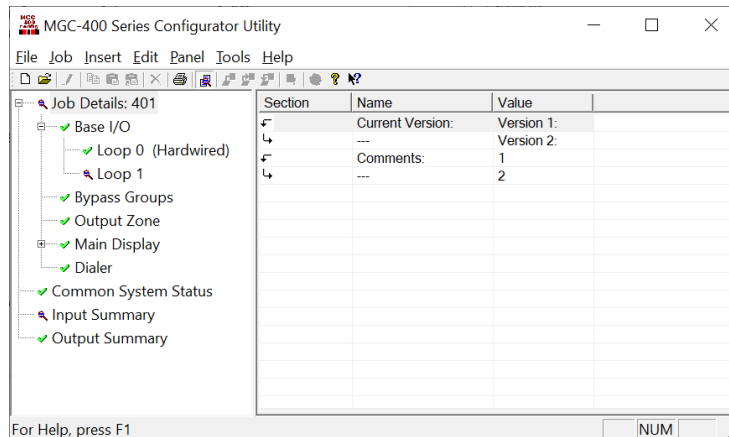 MGC-400 Series Configurator Utility
File Job Insert Edit Panel Tools Help
Job Details: 401
Base I/O
Loop 0 (Hardwired)
Loop 1
Bypass Groups
Output Zone
Main Display
Dialer
Common System Status
Input Summary
Output Summary
Section Name Value
Current Version: Version 1:
--- Version 2:
Comments: 1
--- 2
For Help, press F1
NUM